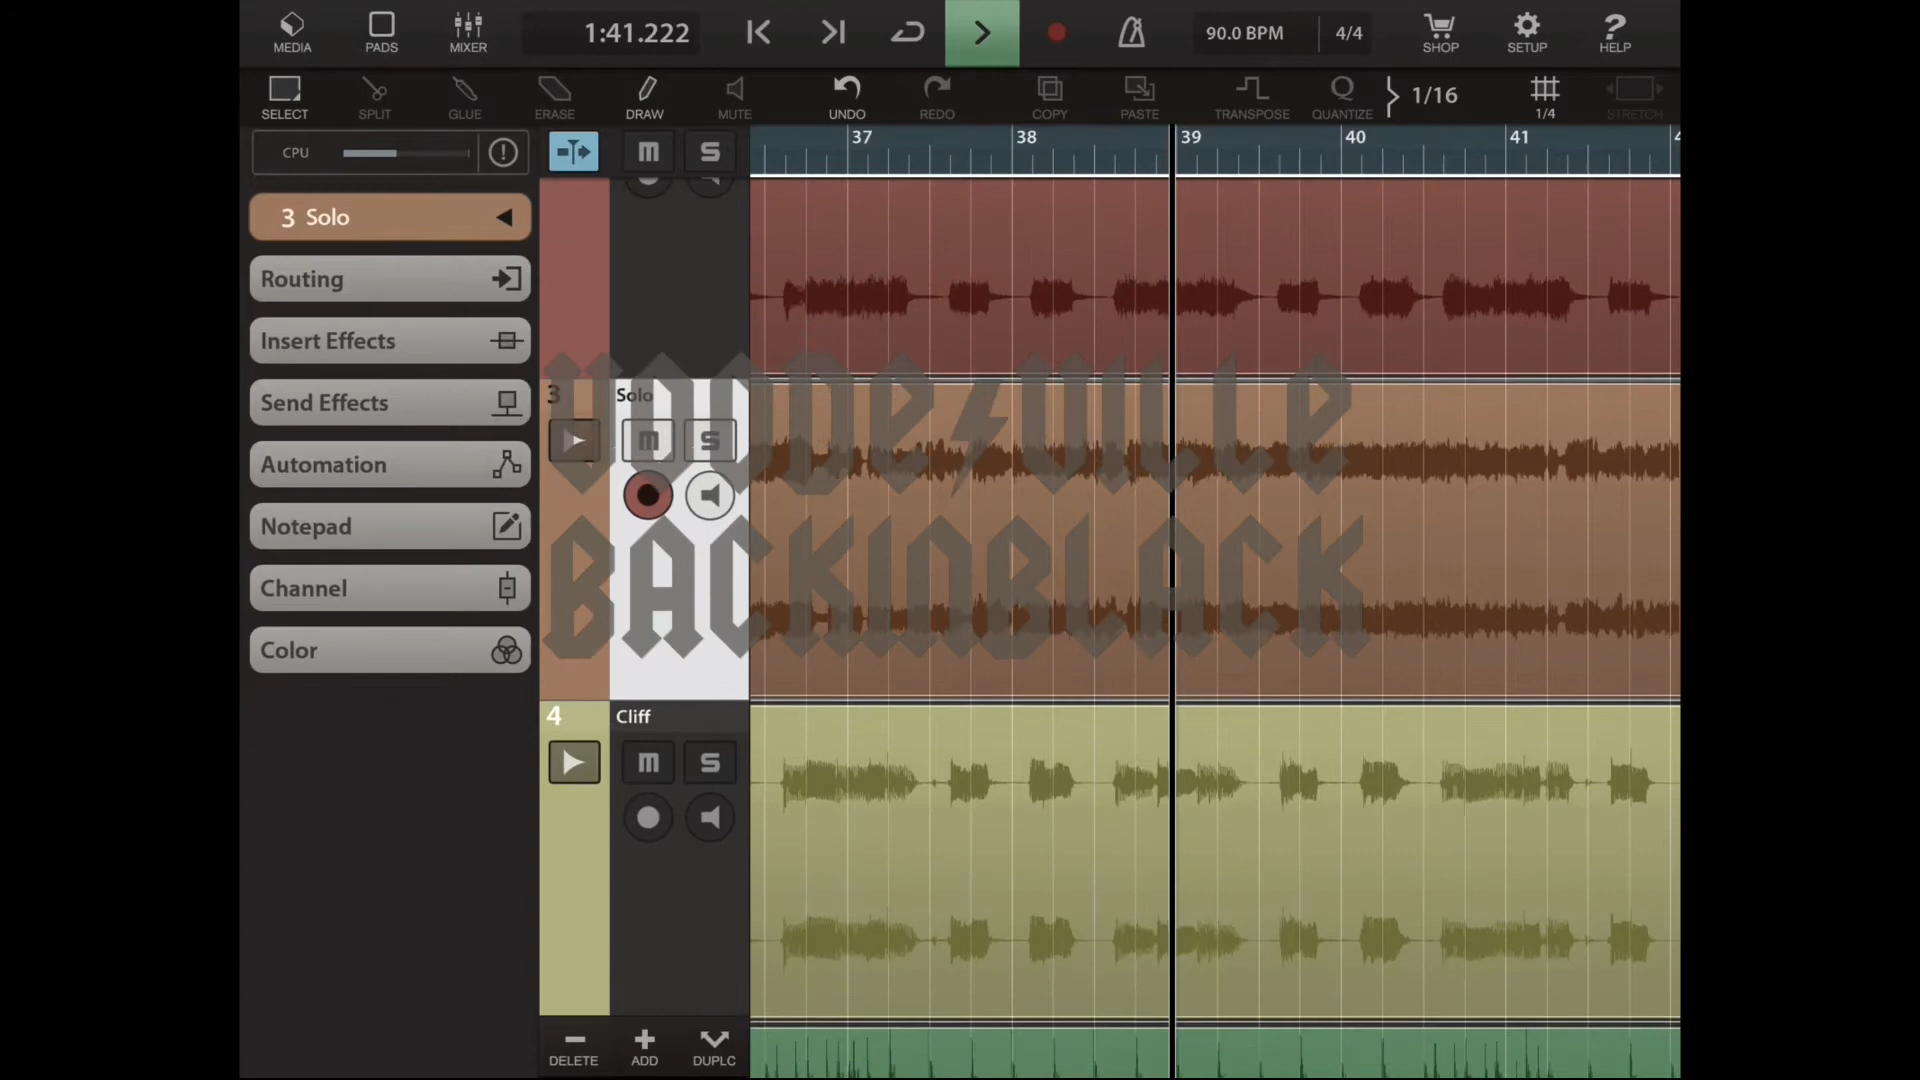 MEDIA PADS MIXER 1:41.222 90.0 BPM 4/4 SHOP SETUP HELP
SELECT SPLIT GLUE ERASE DRAW MUTE UNDO REDO COPY PASTE TRANSPOSE QUANTIZE 1/16 1/4 STRETCH
CPU M S 37 38 39 40 41
3 Solo
Routing
Insert Effects
Send Effects
Automation
Notepad
Channel
Color
3 Solo
M S
4 Cliff
M S
BACKINBLACK
DELETE ADD DUPLC